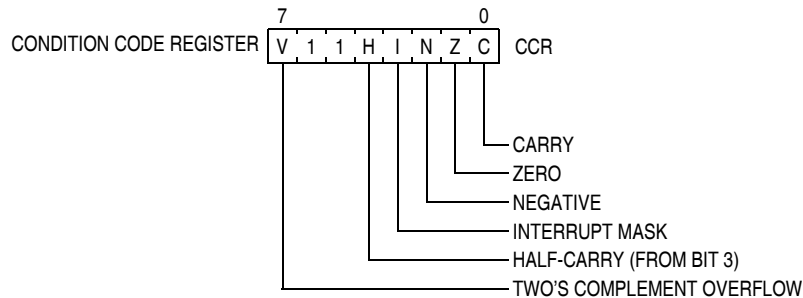 7 0
CONDITION CODE REGISTER V 1 1 H I N Z C CCR
CARRY
ZERO
NEGATIVE
INTERRUPT MASK
HALF-CARRY (FROM BIT 3)
TWO'S COMPLEMENT OVERFLOW